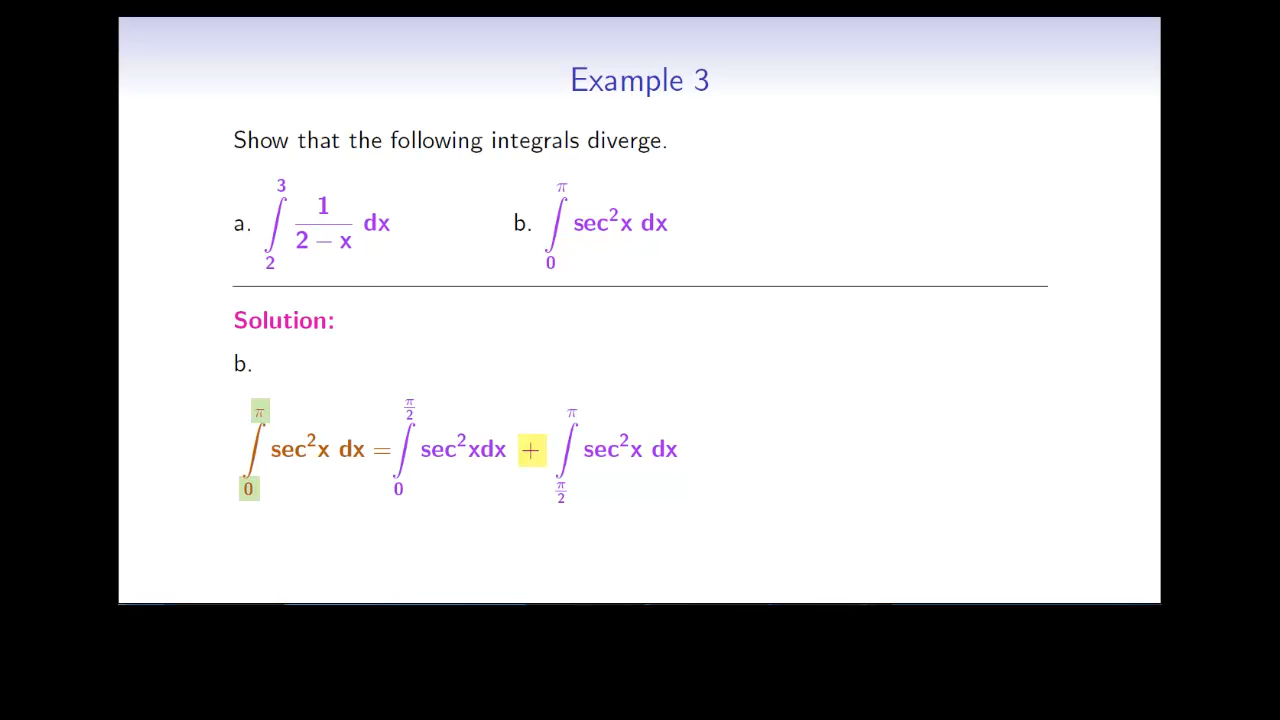 Example 3
Show that the following integrals diverge.
a. ∫₂³ 1/(2 − x) dx b. ∫₀^π sec²x dx
Solution:
b.
∫₀^π sec²x dx = ∫₀^(π/2) sec²xdx + ∫_(π/2)^π sec²x dx